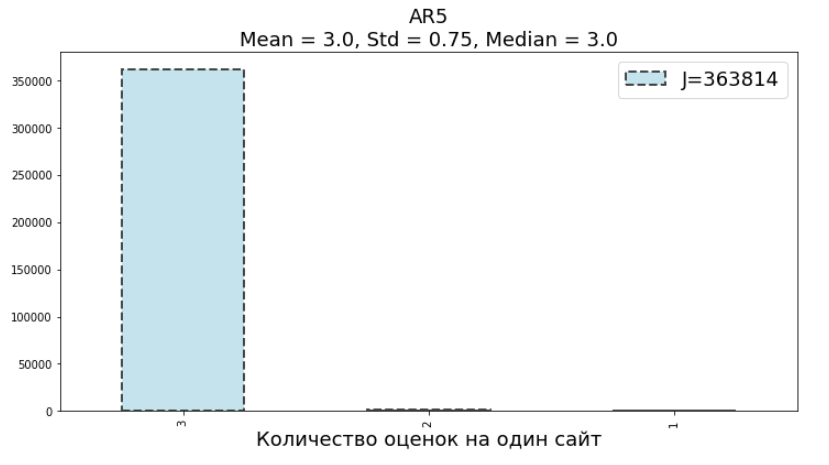 AR5
Mean = 3.0, Std = 0.75, Median = 3.0
J=363814
350000
300000
250000
200000
150000
100000
50000
0
3
2
1
Количество оценок на один сайт